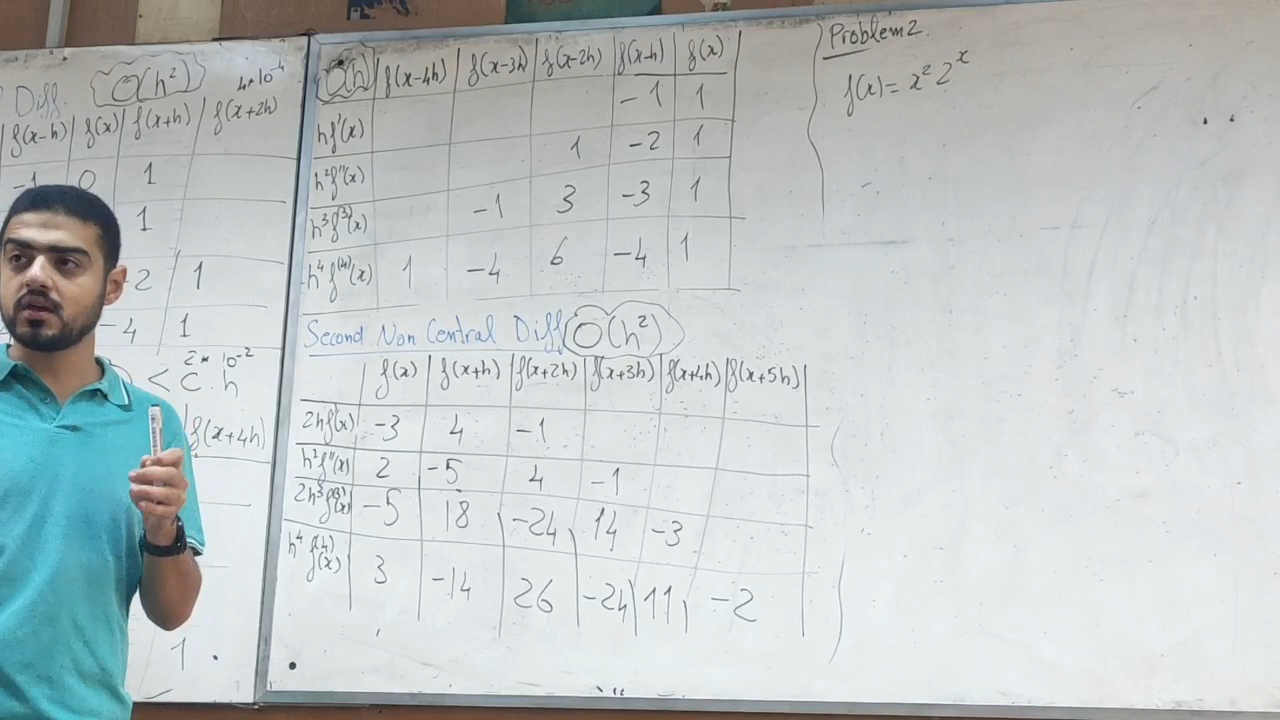 Diff. O(h²) 4*10⁻⁴
f(x-h) f(x) f(x+h) f(x+2h)
-1 0 1
1
-2 1
-4 1
2* 10⁻²
< C.h
f(x+4h)
1
O(h) f(x-4h) f(x-3h) f(x-2h) f(x-h) f(x)
hf'(x) -1 1
h²f''(x) 1 -2 1
h³f⁽³⁾(x) -1 3 -3 1
h⁴f⁽⁴⁾(x) 1 -4 6 -4 1
Second Non Central Diff O(h²)
f(x) f(x+h) f(x+2h) f(x+3h) f(x+4h) f(x+5h)
2hf'(x) -3 4 -1
h²f''(x) 2 -5 4 -1
2h³f⁽³⁾(x) -5 18 -24 14 -3
h⁴f⁽⁴⁾(x) 3 -14 26 -24 11 -2
Problem 2.
f(x) = x² 2ˣ